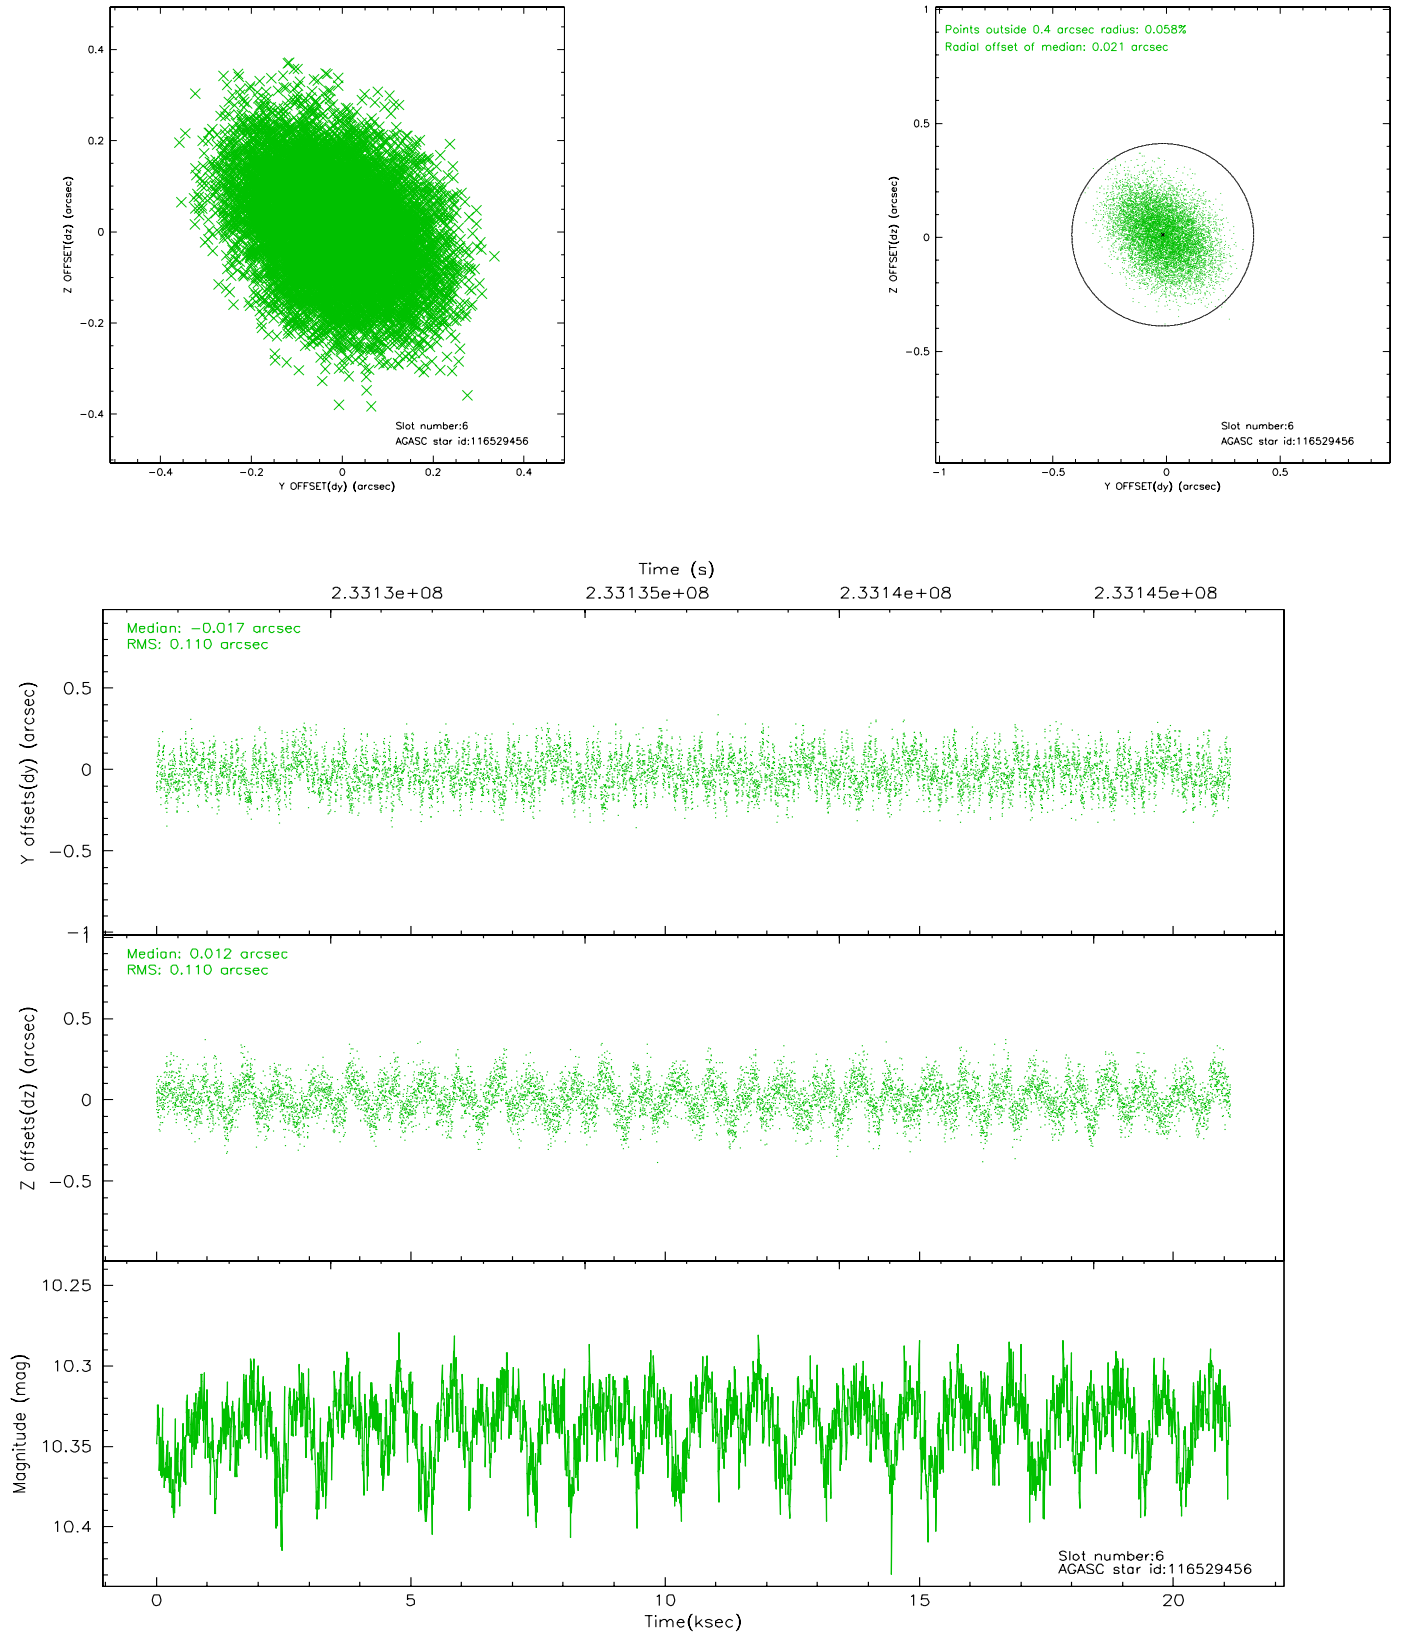 0.4
0.2
0
−0.2
−0.4
Z OFFSET(dz) (arcsec)
Slot number:6
AGASC star id:116529456
−0.4 −0.2 0 0.2 0.4
Y OFFSET(dy) (arcsec)
Points outside 0.4 arcsec radius: 0.058%
Radial offset of median: 0.021 arcsec
1
0.5
0
−0.5
Z OFFSET(dz) (arcsec)
Slot number:6
AGASC star id:116529456
−1 −0.5 0 0.5
Y OFFSET(dy) (arcsec)
Time (s)
2.3313e+08 2.33135e+08 2.3314e+08 2.33145e+08
Median: −0.017 arcsec
RMS: 0.110 arcsec
0.5
0
−0.5
−1
Y offsets(dy) (arcsec)
Median: 0.012 arcsec
RMS: 0.110 arcsec
1
0.5
0
−0.5
Z offsets(dz) (arcsec)
10.25
10.3
10.35
10.4
Magnitude (mag)
Slot number:6
AGASC star id:116529456
0 5 10 15 20
Time(ksec)